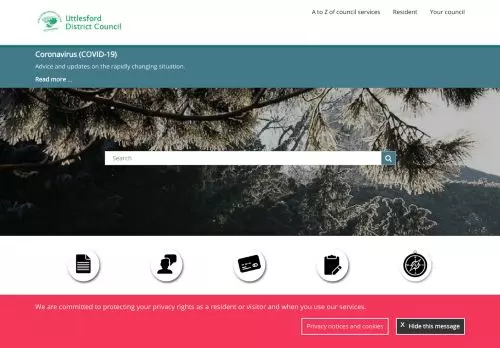 Uttlesford
District Council
A to Z of council services Resident Your council
Coronavirus (COVID-19)
Advice and updates on the rapidly changing situation.
Read more ...
Search
We are committed to protecting your privacy rights as a resident or visitor and when you use our services.
Privacy notices and cookies
X Hide this message